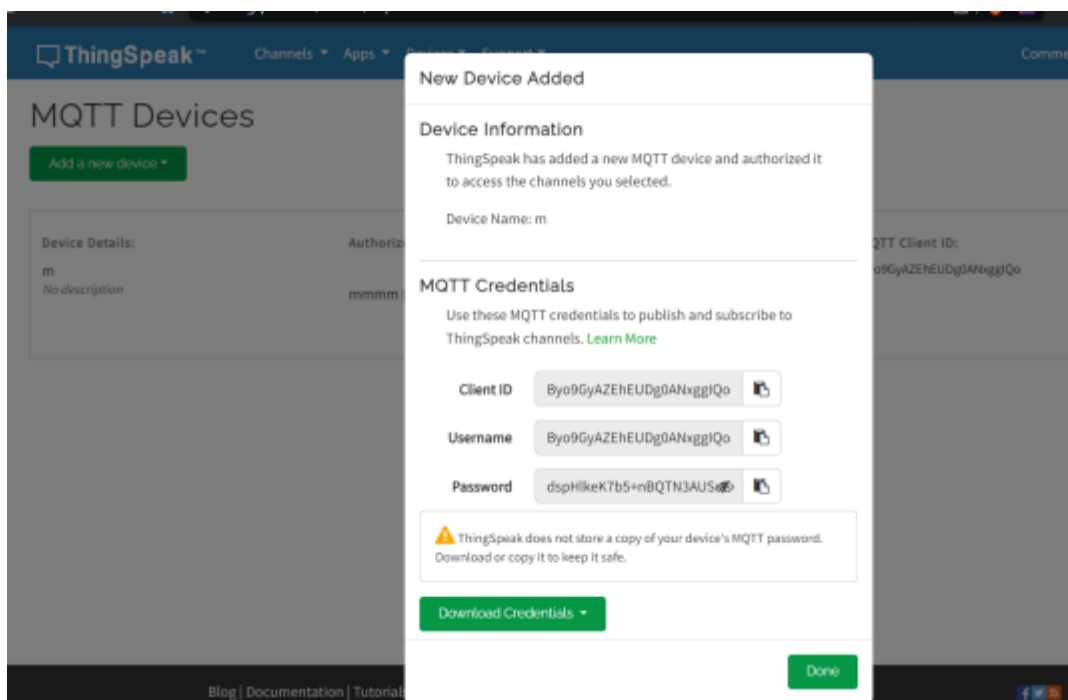 ThingSpeak™
Channels Apps
Comme
MQTT Devices
Add a new device
Device Details:
m
No description
Authoriz
mmmm
QTT Client ID:
o9GyAZEhEUDg0ANxggIQo
New Device Added
Device Information
ThingSpeak has added a new MQTT device and authorized it
to access the channels you selected.
Device Name: m
MQTT Credentials
Use these MQTT credentials to publish and subscribe to
ThingSpeak channels. Learn More
Client ID Byo9GyAZEhEUDg0ANxggIQo
Username Byo9GyAZEhEUDg0ANxggIQo
Password dspHlkeK7b5+nBQTN3AUS
ThingSpeak does not store a copy of your device's MQTT password.
Download or copy it to keep it safe.
Download Credentials
Done
Blog | Documentation | Tutorial